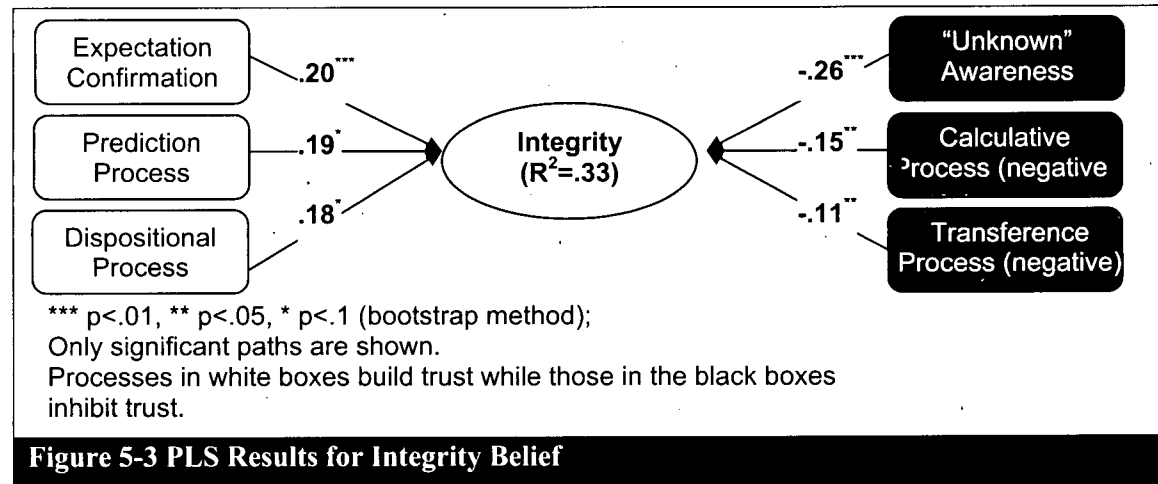 Expectation
Confirmation
.20***
Prediction
Process
.19*
Dispositional
Process
.18*
Integrity
(R²=.33)
-.26***
"Unknown"
Awareness
-.15**
Calculative
Process (negative
-.11**
Transference
Process (negative)
*** p<.01, ** p<.05, * p<.1 (bootstrap method);
Only significant paths are shown.
Processes in white boxes build trust while those in the black boxes
inhibit trust.
Figure 5-3 PLS Results for Integrity Belief